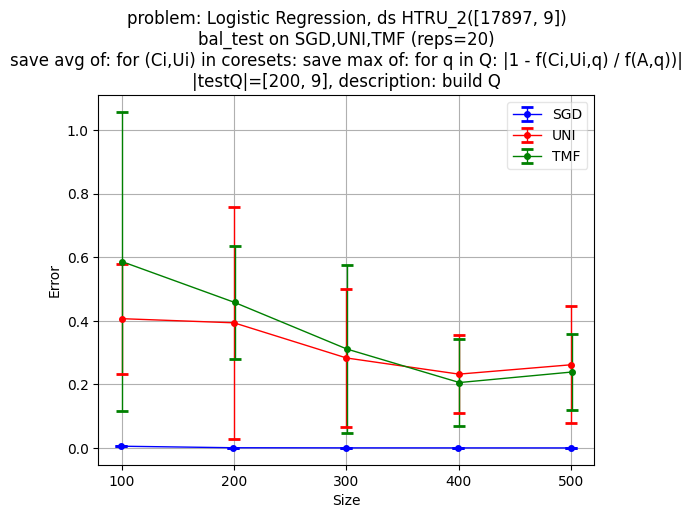 problem: Logistic Regression, ds HTRU_2([17897, 9])
bal_test on SGD,UNI,TMF (reps=20)
save avg of: for (Ci,Ui) in coresets: save max of: for q in Q: |1 - f(Ci,Ui,q) / f(A,q))|
|testQ|=[200, 9], description: build Q
SGD
UNI
TMF
Error
1.0
0.8
0.6
0.4
0.2
0.0
100 200 300 400 500
Size